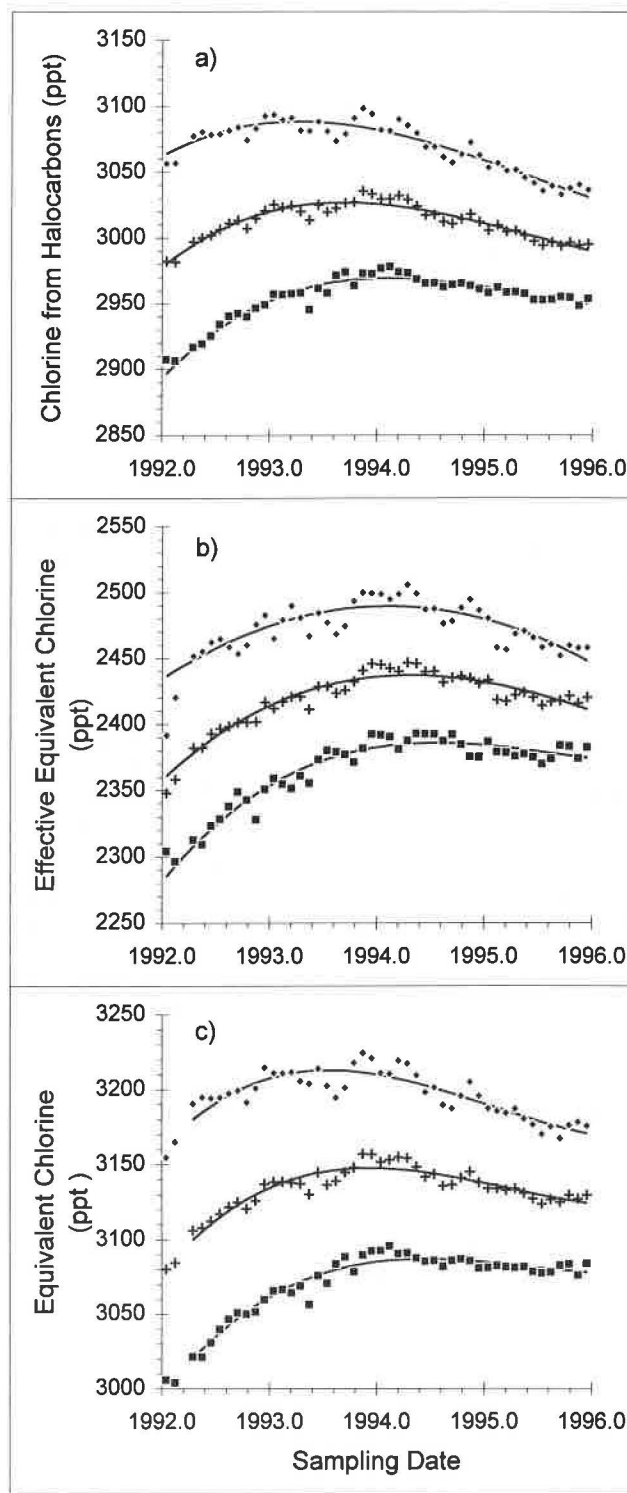 a)
Chlorine from Halocarbons (ppt)
3150
3100
3050
3000
2950
2900
2850
1992.0 1993.0 1994.0 1995.0 1996.0
b)
Effective Equivalent Chlorine
(ppt)
2550
2500
2450
2400
2350
2300
2250
1992.0 1993.0 1994.0 1995.0 1996.0
c)
Equivalent Chlorine
(ppt )
3250
3200
3150
3100
3050
3000
1992.0 1993.0 1994.0 1995.0 1996.0
Sampling Date